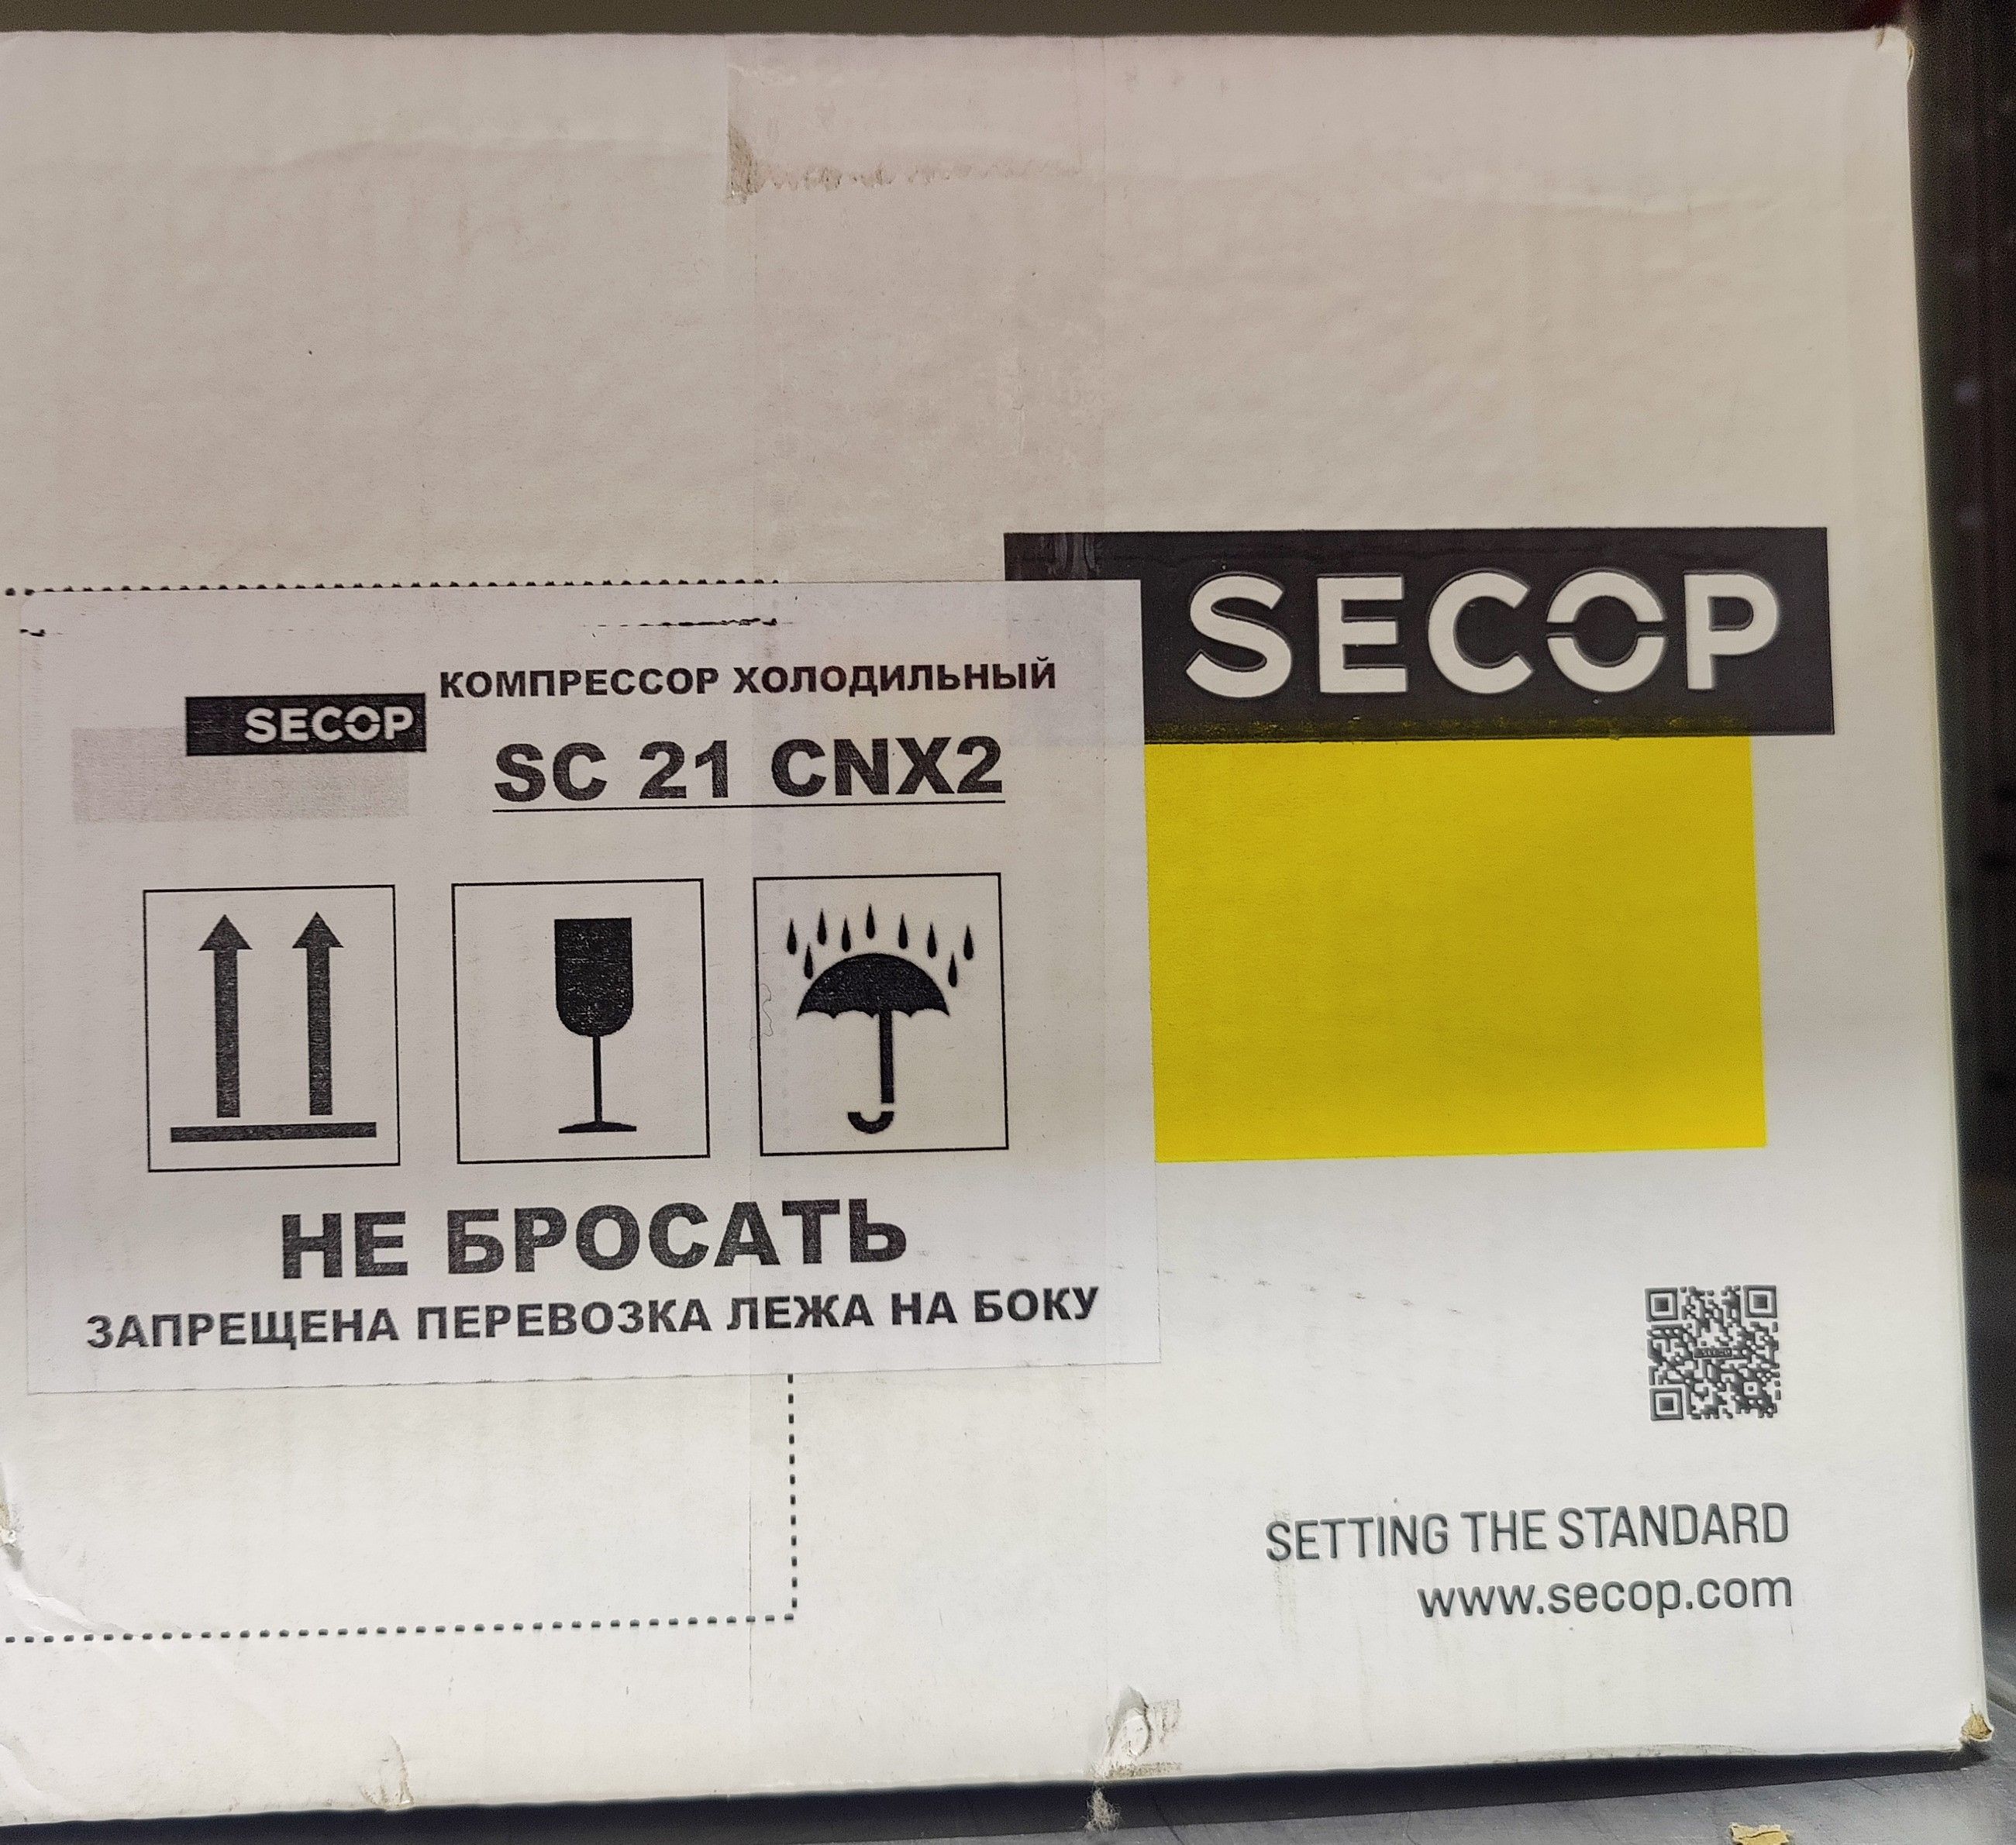 SECOP
КОМПРЕССОР ХОЛОДИЛЬНЫЙ
SECOP
SC 21 CNX2
НЕ БРОСАТЬ
ЗАПРЕЩЕНА ПЕРЕВОЗКА ЛЕЖА НА БОКУ
SETTING THE STANDARD
www.secop.com